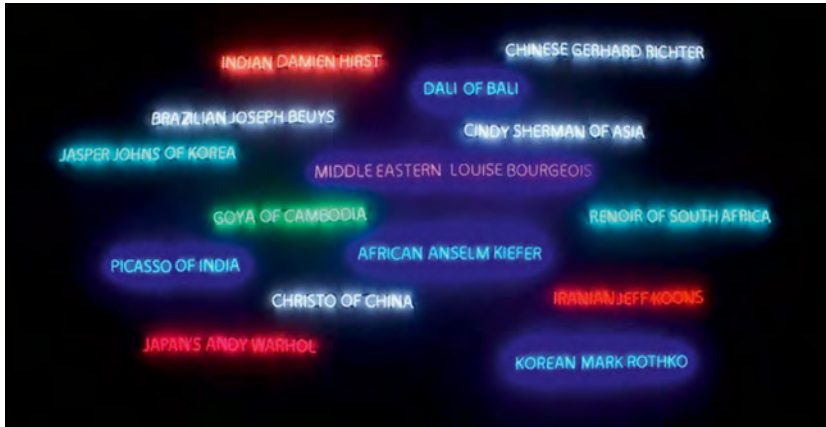 CHINESE GERHARD RICHTER
INDIAN DAMIEN HIRST
DALI OF BALI
BRAZILIAN JOSEPH BEUYS
CINDY SHERMAN OF ASIA
JASPER JOHNS' OF KOREA
MIDDLE EASTERN LOUISE BOURGEOIS
GOYA OF CAMBODIA
RENOIR OF SOUTH AFRICA
AFRICAN ANSELM KIEFER
PICASSO OF INDIA
CHRISTO OF CHINA
IRANIAN JEFF KOONS
JAPAN'S ANDY WARHOL
KOREAN MARK ROTHKO